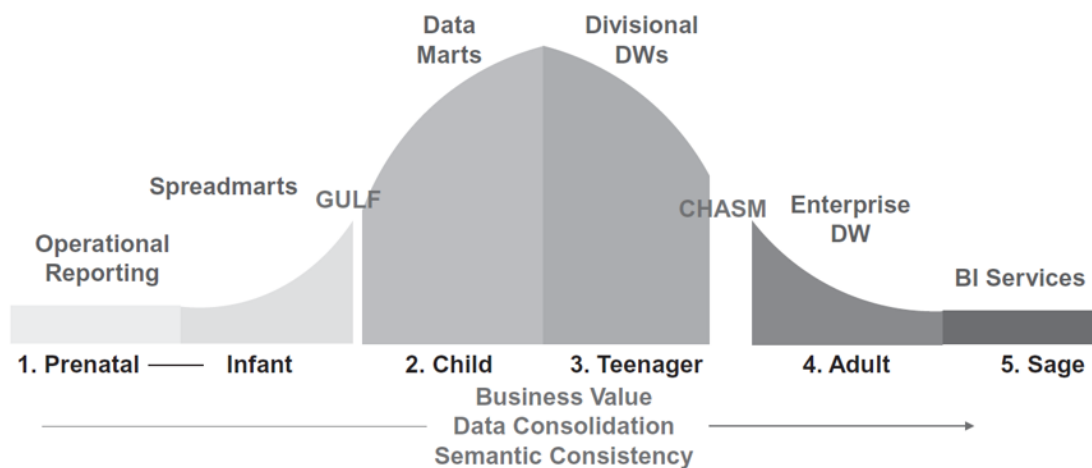 Data
Marts
Divisional
DWs
Spreadmarts
GULF
CHASM
Enterprise
DW
Operational
Reporting
BI Services
1. Prenatal
Infant
2. Child
3. Teenager
4. Adult
5. Sage
Business Value
Data Consolidation
Semantic Consistency